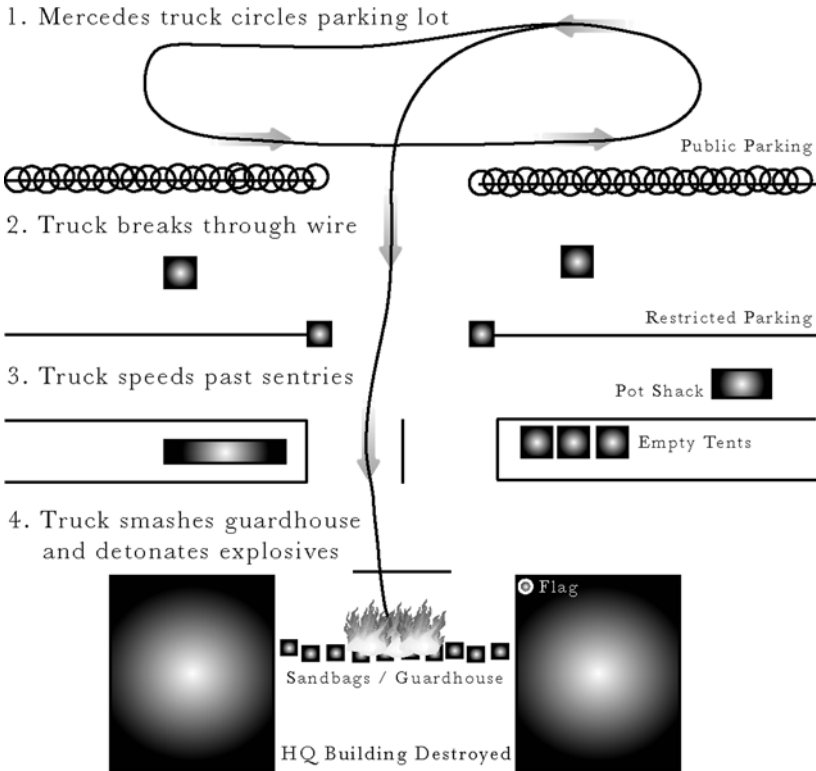 1. Mercedes truck circles parking lot
Public Parking
2. Truck breaks through wire
Restricted Parking
3. Truck speeds past sentries
Pot Shack
Empty Tents
4. Truck smashes guardhouse
and detonates explosives
Flag
Sandbags / Guardhouse
HQ Building Destroyed